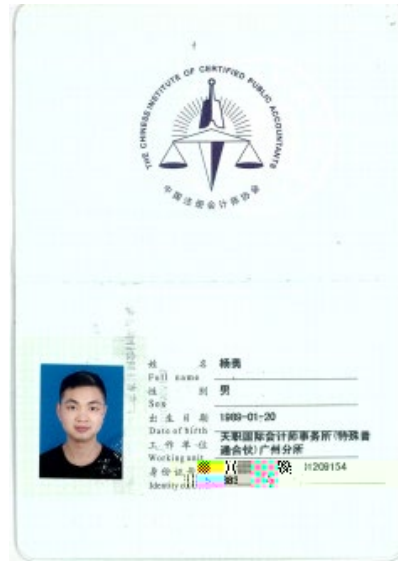 THE CHINESE INSTITUTE OF CERTIFIED PUBLIC ACCOUNTANTS
中国注册会计师协会
姓 名 杨勇
Full name
性 别 男
Sex
出生日期 1989-01-20
Date of birth
工作单位 天职国际会计师事务所(特殊普
Working unit 通合伙)广州分所
身份证号
Identity